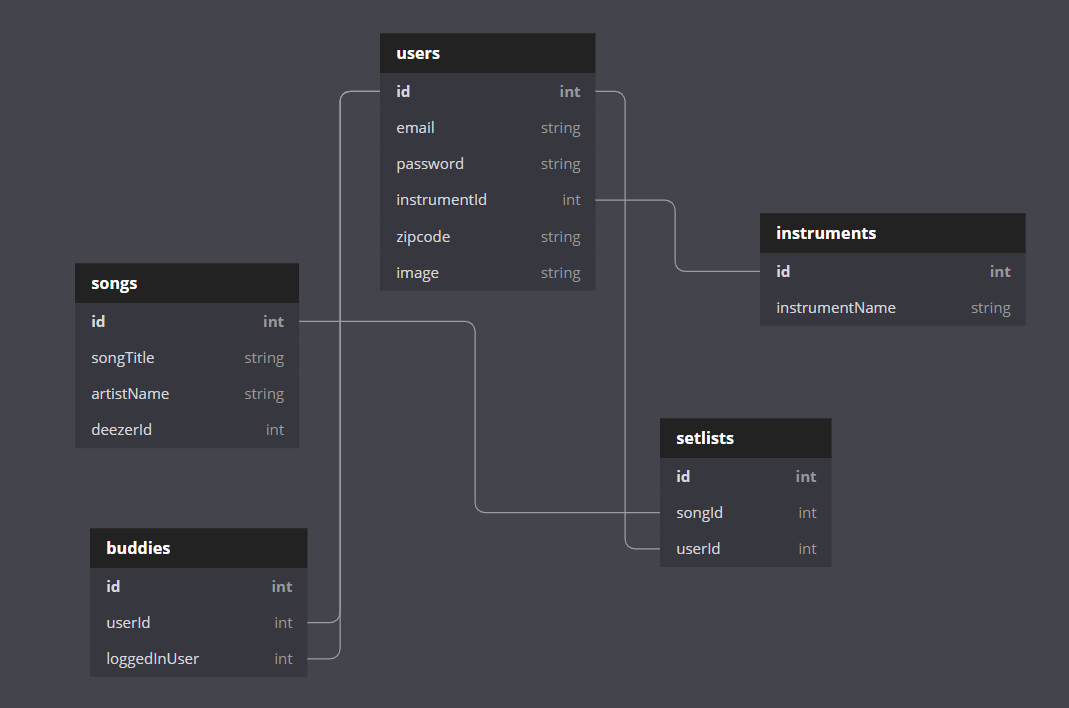 users
id int
email string
password string
instrumentId int
zipcode string
image string
instruments
id int
instrumentName string
songs
id int
songTitle string
artistName string
deezerId int
setlists
id int
songId int
userId int
buddies
id int
userId int
loggedInUser int